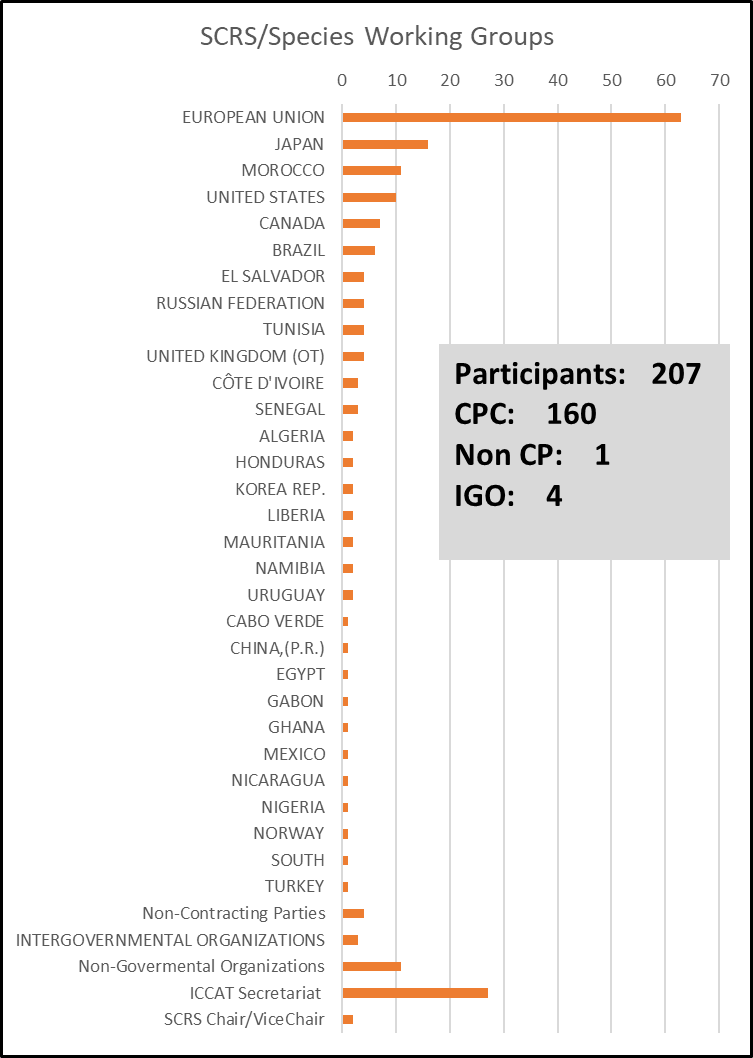 SCRS/Species Working Groups
0 10 20 30 40 50 60 70
EUROPEAN UNION
JAPAN
MOROCCO
UNITED STATES
CANADA
BRAZIL
EL SALVADOR
RUSSIAN FEDERATION
TUNISIA
UNITED KINGDOM (OT)
CÔTE D'IVOIRE
SENEGAL
ALGERIA
HONDURAS
KOREA REP.
LIBERIA
MAURITANIA
NAMIBIA
URUGUAY
CABO VERDE
CHINA,(P.R.)
EGYPT
GABON
GHANA
MEXICO
NICARAGUA
NIGERIA
NORWAY
SOUTH
TURKEY
Non-Contracting Parties
INTERGOVERNMENTAL ORGANIZATIONS
Non-Govermental Organizations
ICCAT Secretariat
SCRS Chair/ViceChair
Participants: 207
CPC: 160
Non CP: 1
IGO: 4